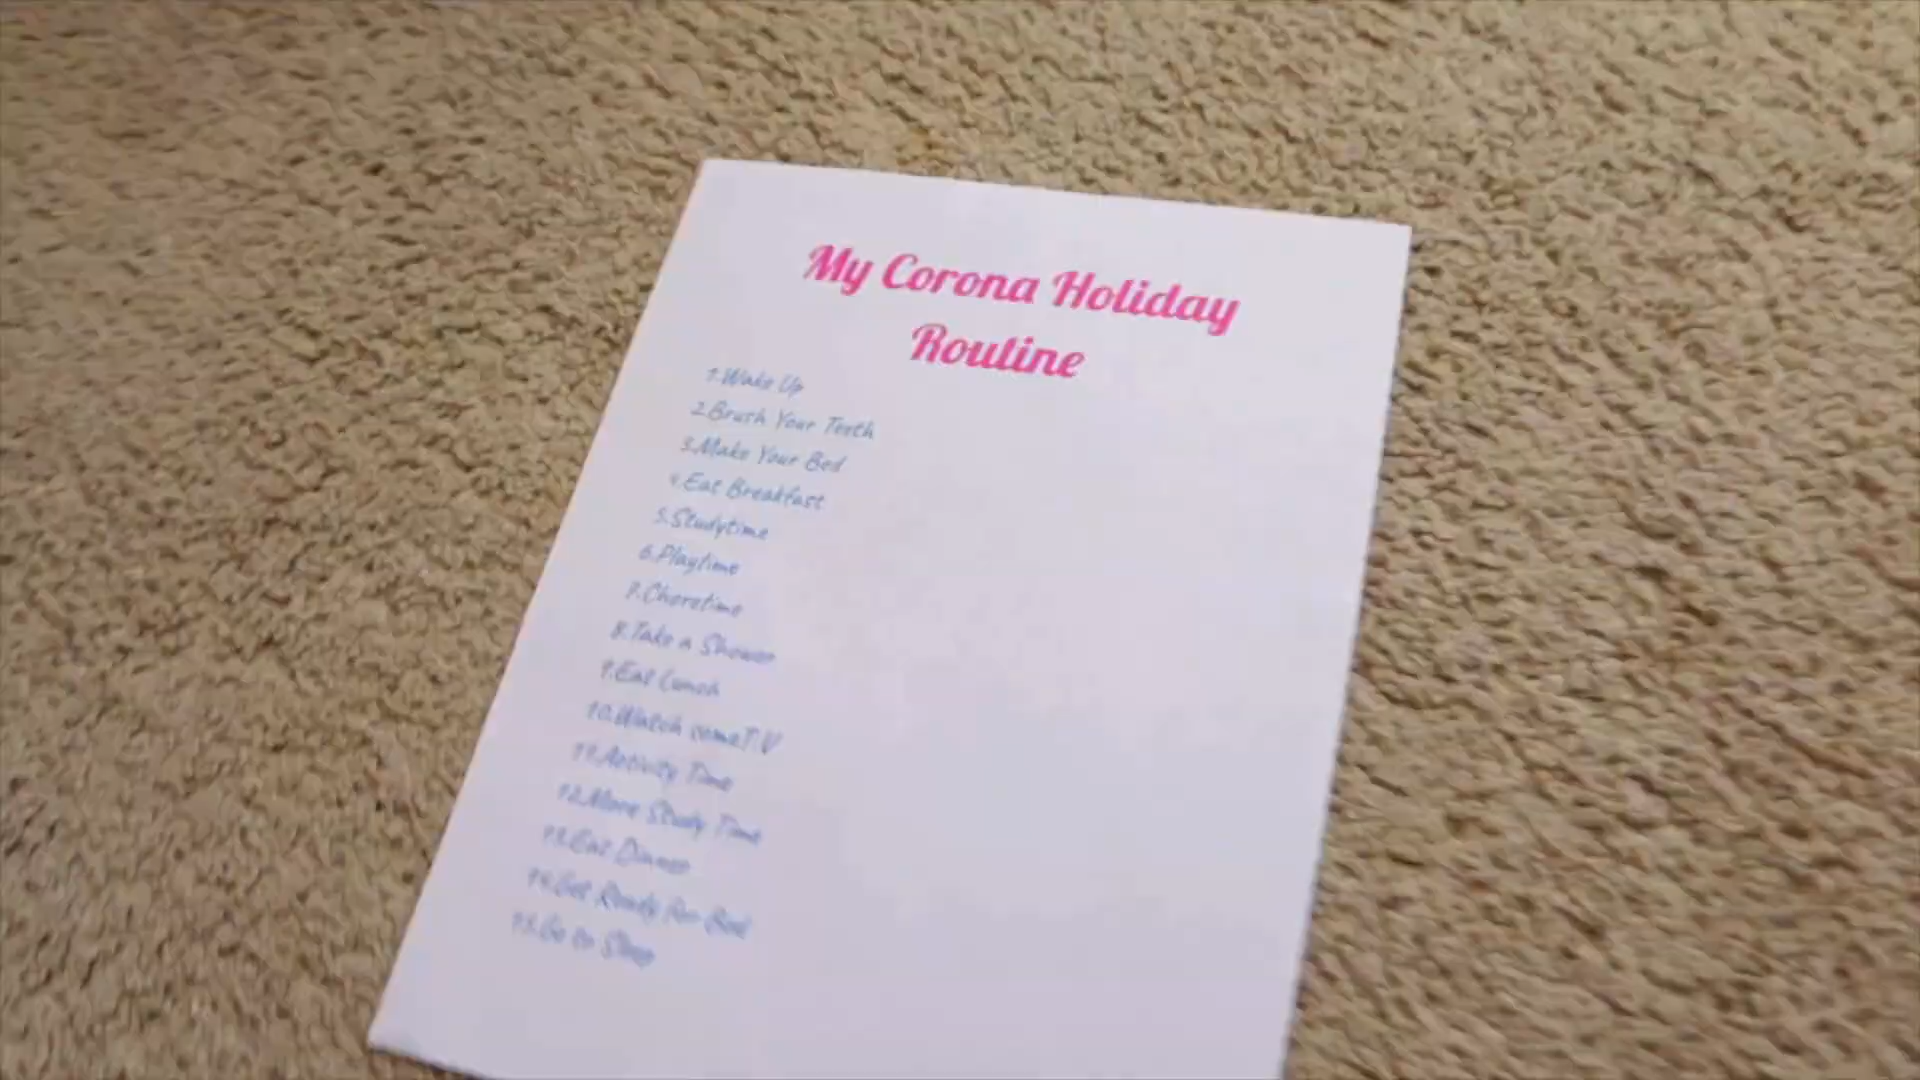 My Corona Holiday
Routine
1.Wake Up
2.Brush Your Teeth
3.Make Your Bed
4.Eat Breakfast
5.Studytime
6.Playtime
7.Choretime
8.Take a Shower
9.Eat Lunch
10.Watch some T.V
11.Activity Time
12.More Study Time
13.Eat Dinner
14.Get Ready for Bed
15.Go to Sleep